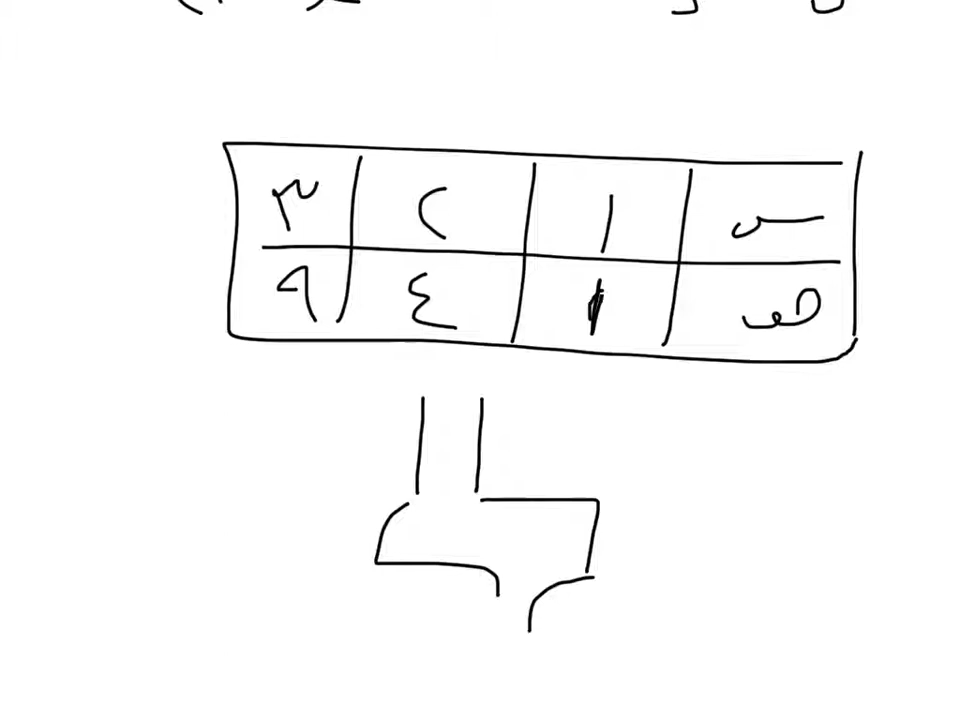 س ١ ٢ ٣
ص ١ ٤ ٩